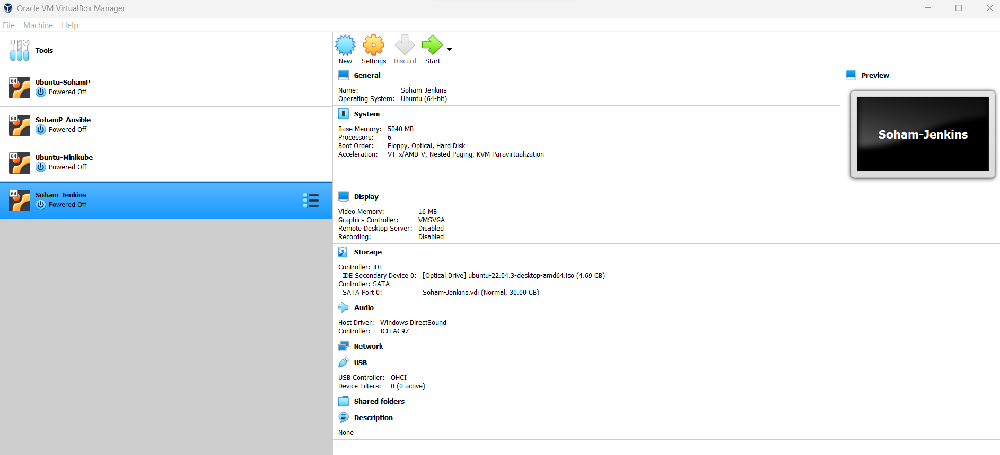 Oracle VM VirtualBox Manager
File Machine Help
Tools
64
Ubuntu-SohamP
Powered Off
64
SohamP-Ansible
Powered Off
64
Ubuntu-Minikube
Powered Off
64
Soham-Jenkins
Powered Off
New Settings Discard Start
General
Name: Soham-Jenkins
Operating System: Ubuntu (64-bit)
System
Base Memory: 5040 MB
Processors: 6
Boot Order: Floppy, Optical, Hard Disk
Acceleration: VT-x/AMD-V, Nested Paging, KVM Paravirtualization
Preview
Soham-Jenkins
Display
Video Memory: 16 MB
Graphics Controller: VMSVGA
Remote Desktop Server: Disabled
Recording: Disabled
Storage
Controller: IDE
IDE Secondary Device 0: [Optical Drive] ubuntu-22.04.3-desktop-amd64.iso (4.69 GB)
Controller: SATA
SATA Port 0: Soham-Jenkins.vdi (Normal, 30.00 GB)
Audio
Host Driver: Windows DirectSound
Controller: ICH AC97
Network
USB
USB Controller: OHCI
Device Filters: 0 (0 active)
Shared folders
Description
None